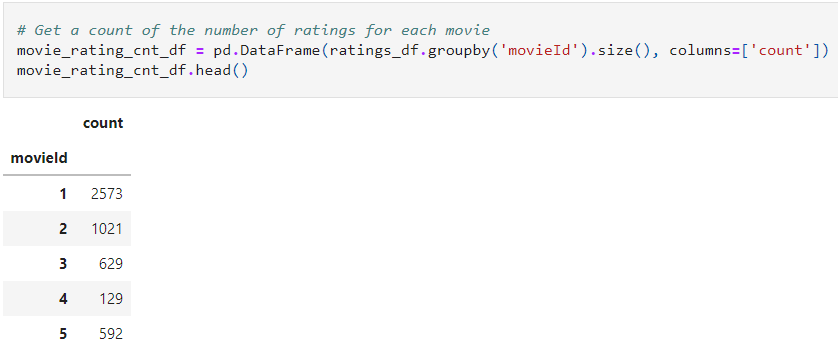 # Get a count of the number of ratings for each movie
movie_rating_cnt_df = pd.DataFrame(ratings_df.groupby('movieId').size(), columns=['count'])
movie_rating_cnt_df.head()
count
movieId
1 2573
2 1021
3 629
4 129
5 592